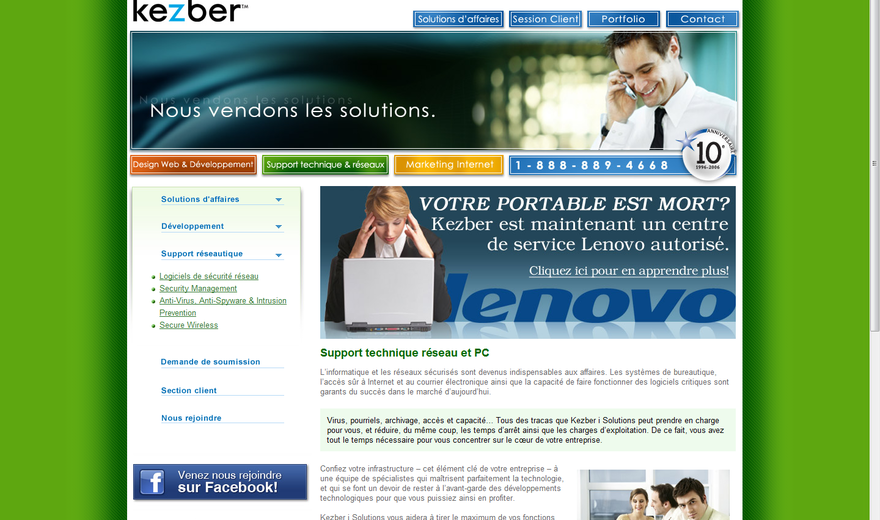 kezber™
Solutions d'affaires
Session Client
Portfolio
Contact
Nous vendons les solutions
Nous vendons les solutions.
Design Web & Développement
Support technique & réseaux
Marketing Internet
1-888-889-4668
ANNIVERSAIRE
10
1996-2006
Solutions d'affaires
Développement
Support réseautique
Logiciels de sécurité réseau
Security Management
Anti-Virus, Anti-Spyware & Intrusion
Prevention
Secure Wireless
Demande de soumission
Section client
Nous rejoindre
Venez nous rejoindre
sur Facebook!
VOTRE PORTABLE EST MORT?
Kezber est maintenant un centre
de service Lenovo autorisé.
Cliquez ici pour en apprendre plus!
lenovo
Support technique réseau et PC
L'informatique et les réseaux sécurisés sont devenus indispensables aux affaires. Les systèmes de bureautique,
l'accès sûr à Internet et au courrier électronique ainsi que la capacité de faire fonctionner des logiciels critiques sont
garants du succès dans le marché d'aujourd'hui.
Virus, pourriels, archivage, accès et capacité... Tous des tracas que Kezber i Solutions peut prendre en charge
pour vous, et réduire, du même coup, les temps d'arrêt ainsi que les charges d'exploitation. De ce fait, vous avez
tout le temps nécessaire pour vous concentrer sur le cœur de votre entreprise.
Confiez votre infrastructure – cet élément clé de votre entreprise – à
une équipe de spécialistes qui maîtrisent parfaitement la technologie,
et qui se font un devoir de rester à l'avant-garde des développements
technologiques pour que vous puissiez ainsi en profiter.
Kezber i Solutions vous aidera à tirer le maximum de vos fonctions